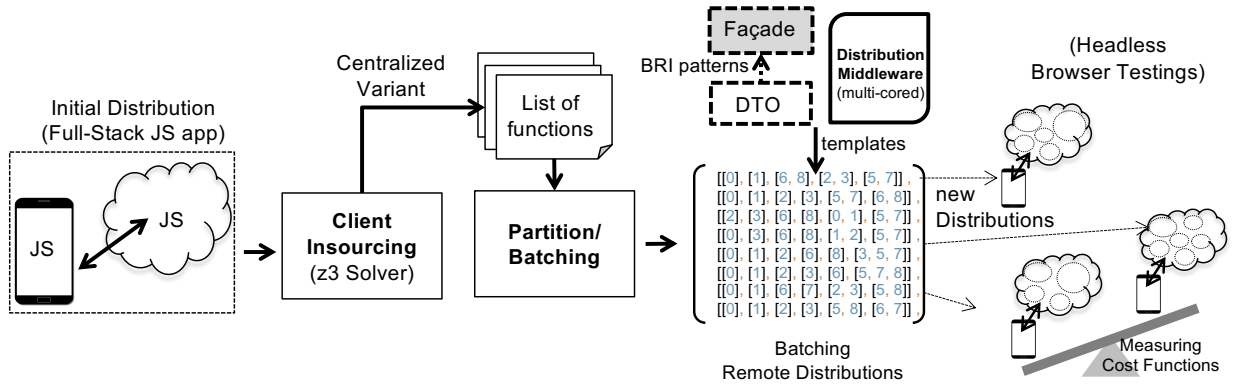 Initial Distribution
(Full-Stack JS app)
JS
JS
Client
Insourcing
(z3 Solver)
Centralized
Variant
List of
functions
Partition/
Batching
Façade
BRI patterns
DTO
Distribution
Middleware
(multi-cored)
templates
[[0], [1], [6, 8], [2, 3], [5, 7]] ,
[[0], [1], [2], [3], [5, 7], [6, 8]] ,
[[2], [3], [6], [8], [0, 1], [5, 7]] ,
[[0], [3], [6], [8], [1, 2], [5, 7]] ,
[[0], [1], [2], [6], [8], [3, 5, 7]] ,
[[0], [1], [2], [3], [6], [5, 7, 8]] ,
[[0], [1], [6], [7], [2, 3], [5, 8]] ,
[[0], [1], [2], [3], [5, 8], [6, 7]] ,
Batching
Remote Distributions
new
Distributions
(Headless
Browser Testings)
Measuring
Cost Functions